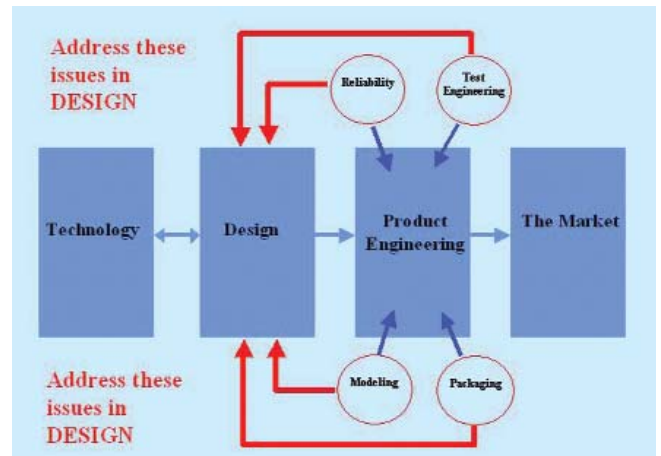 Address these
issues in
DESIGN
Reliability
Test
Engineering
Technology
Design
Product
Engineering
The Market
Address these
issues in
DESIGN
Modeling
Packaging